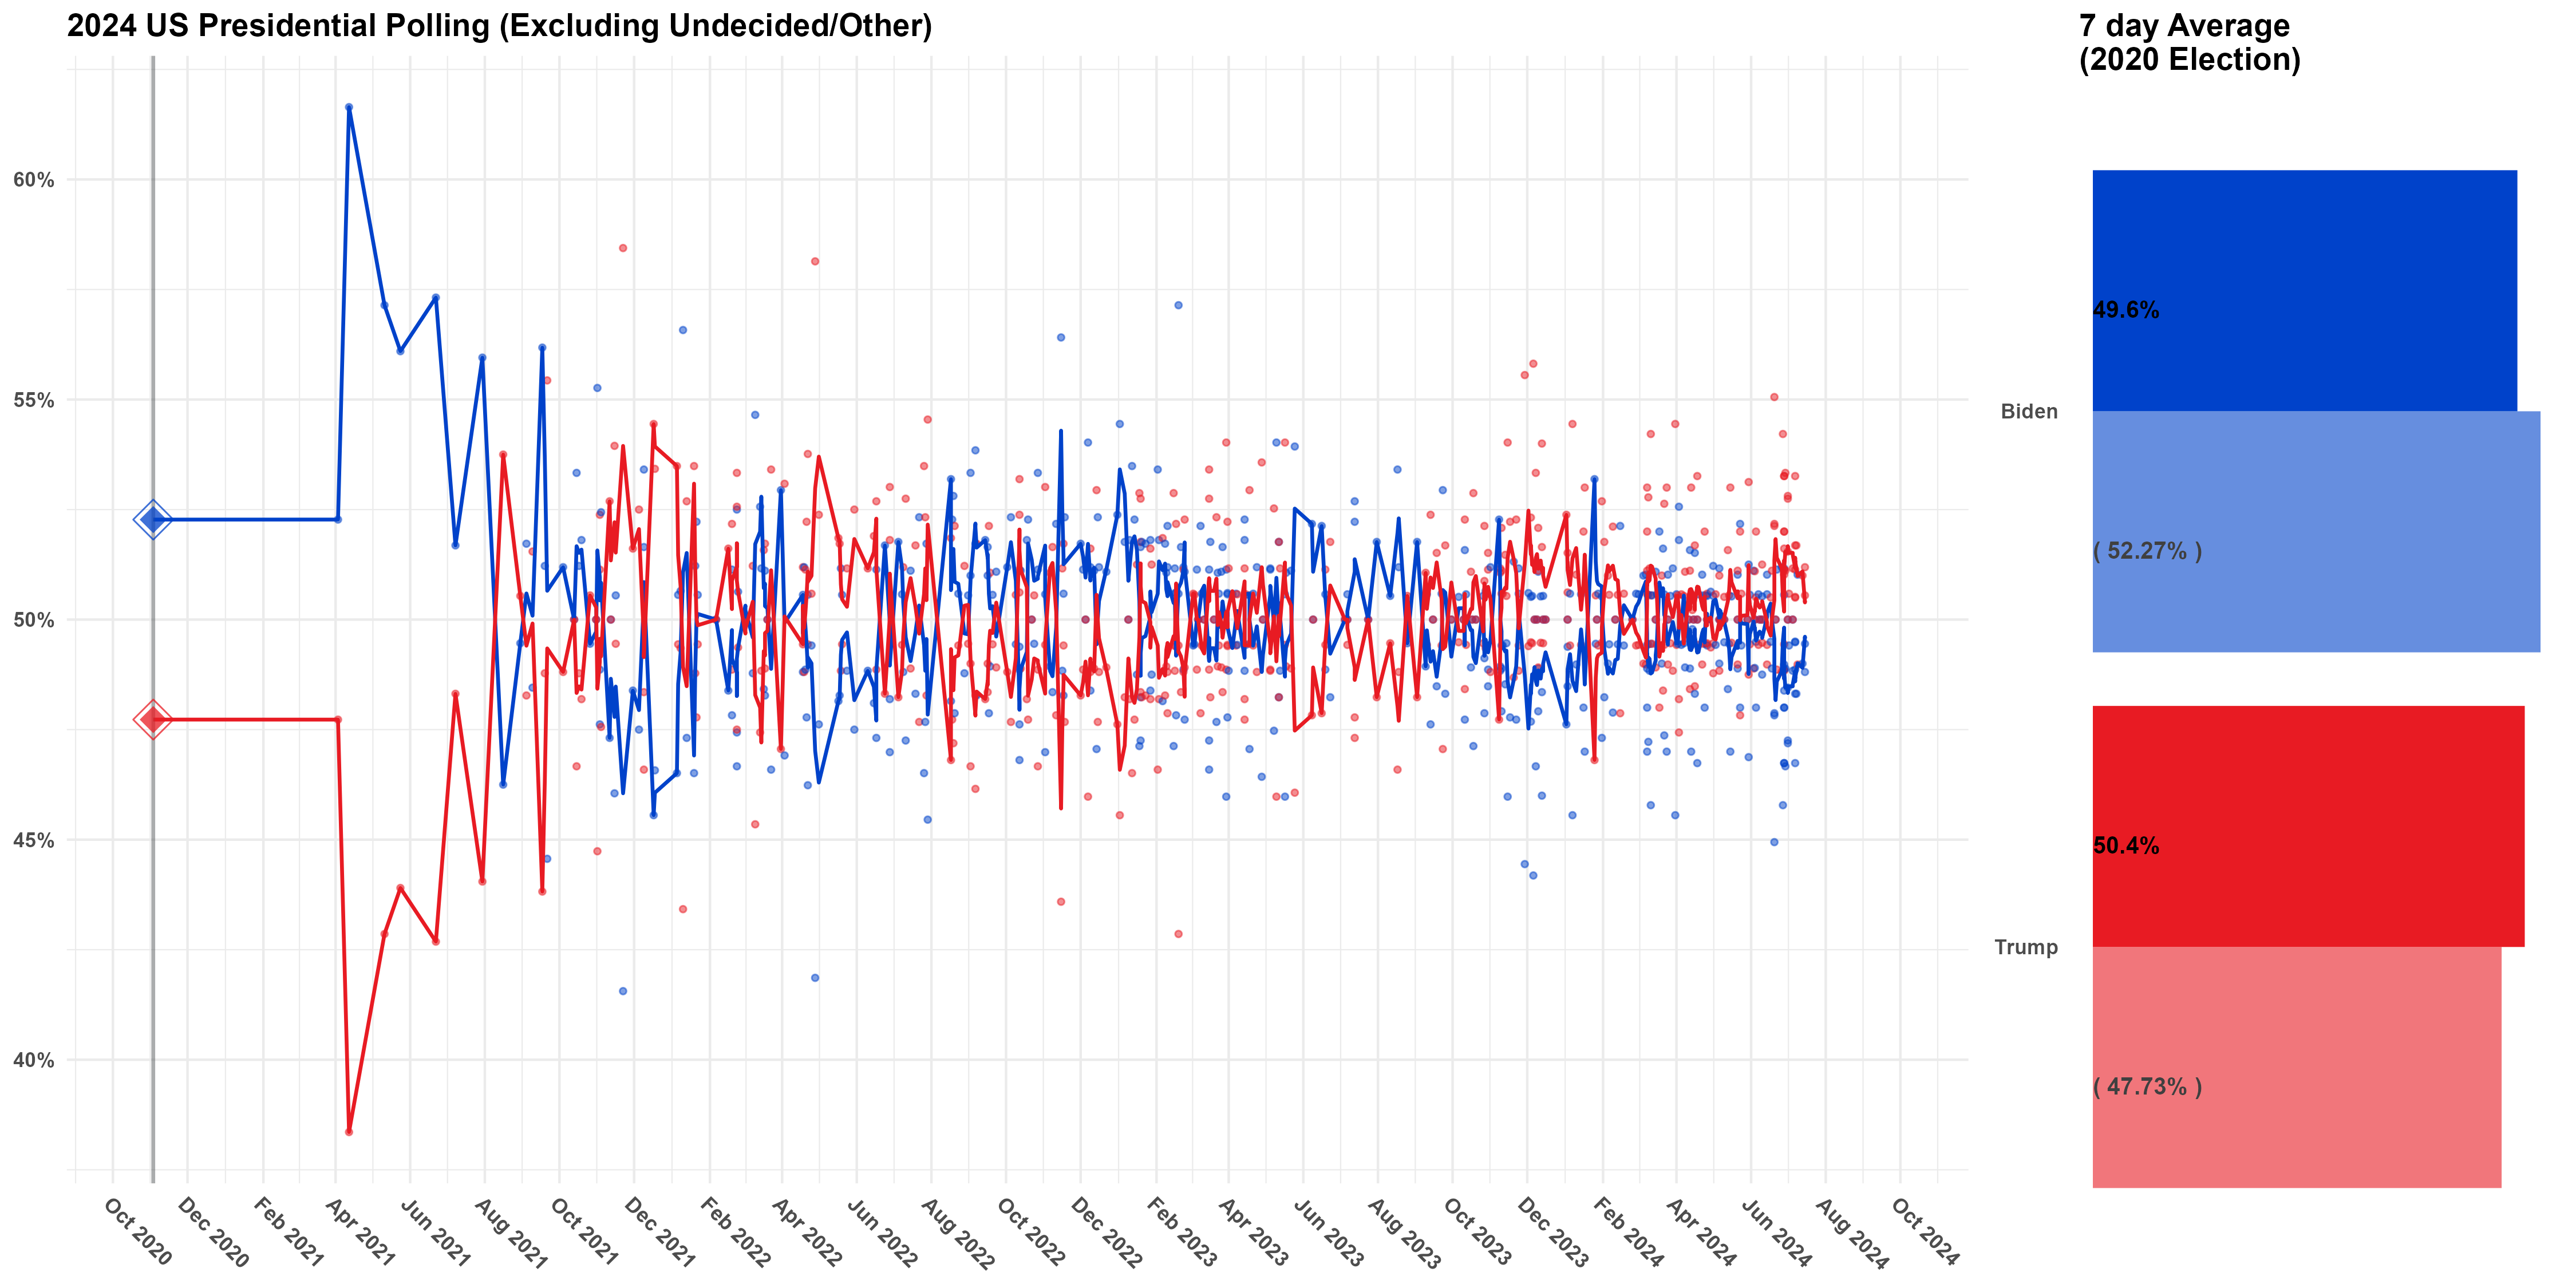 2024 US Presidential Polling (Excluding Undecided/Other)
60%
55%
50%
45%
40%
Oct 2020
Dec 2020
Feb 2021
Apr 2021
Jun 2021
Aug 2021
Oct 2021
Dec 2021
Feb 2022
Apr 2022
Jun 2022
Aug 2022
Oct 2022
Dec 2022
Feb 2023
Apr 2023
Jun 2023
Aug 2023
Oct 2023
Dec 2023
Feb 2024
Apr 2024
Jun 2024
Aug 2024
Oct 2024
7 day Average
(2020 Election)
Biden
49.6%
( 52.27% )
Trump
50.4%
( 47.73% )